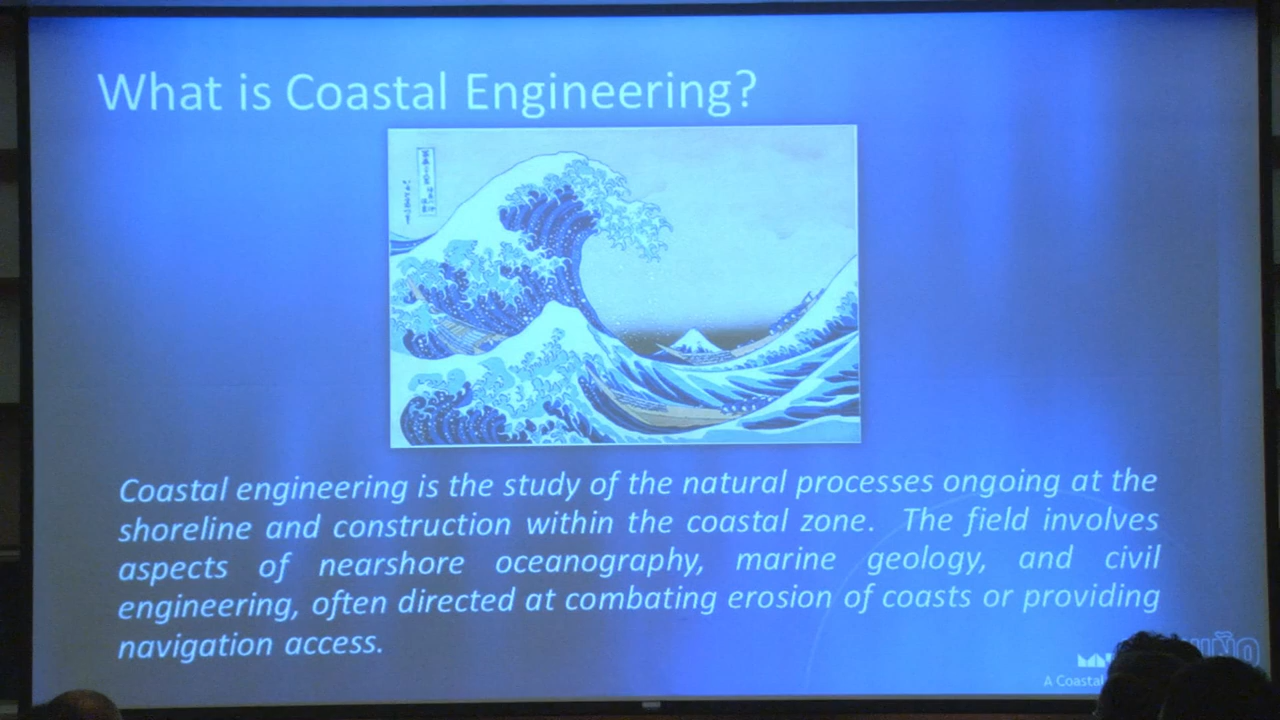 What is Coastal Engineering?
Coastal engineering is the study of the natural processes ongoing at the
shoreline and construction within the coastal zone. The field involves
aspects of nearshore oceanography, marine geology, and civil
engineering, often directed at combating erosion of coasts or providing
navigation access.
A Coastal